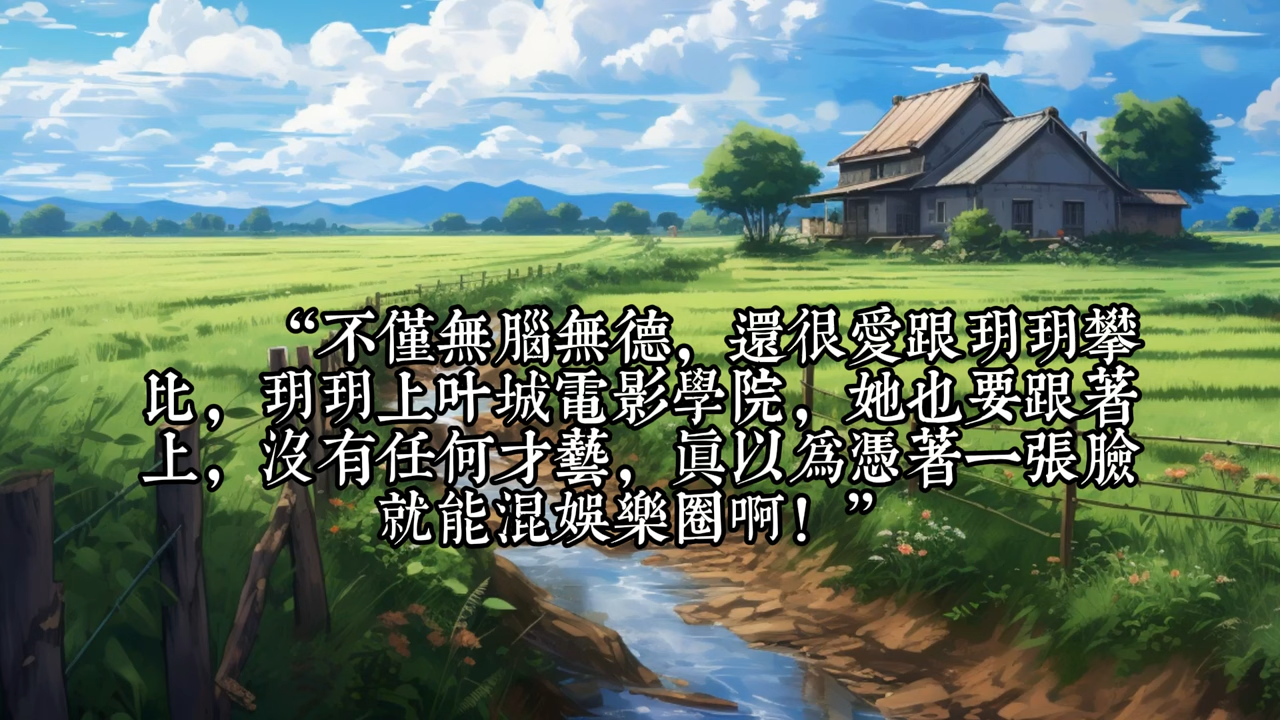 “不僅無腦無德，還很愛跟玥玥攀
比，玥玥上叶城電影學院，她也要跟著
上，沒有任何才藝，眞以爲憑著一張臉
就能混娛樂圈啊！”